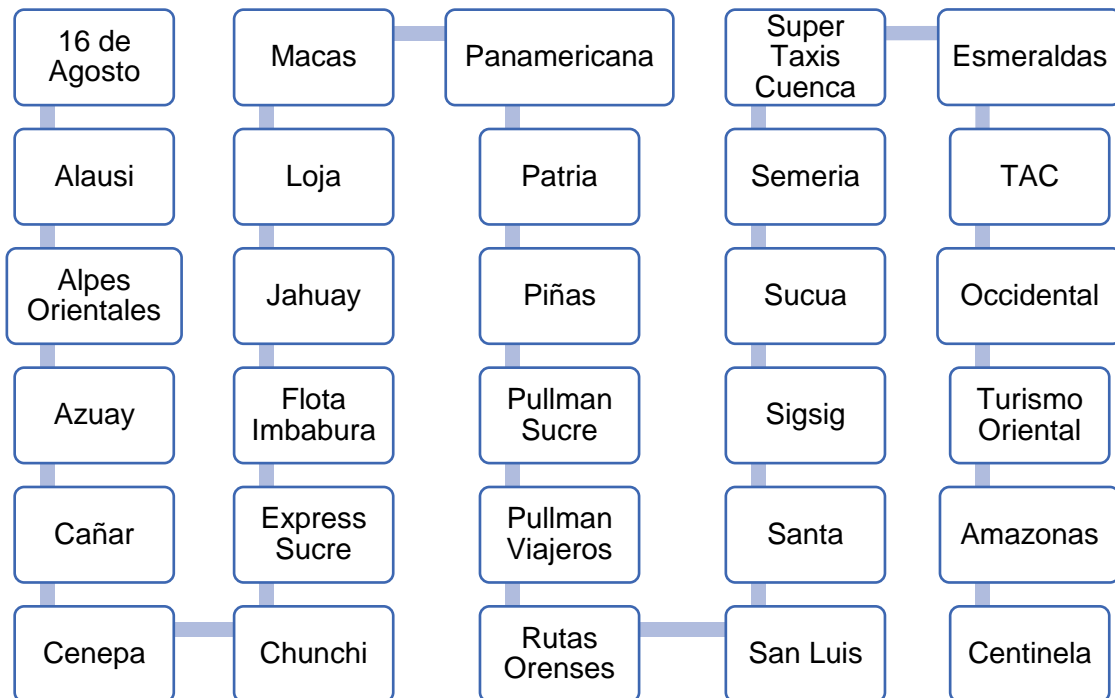 16 de
Agosto
Alausi
Alpes
Orientales
Azuay
Cañar
Cenepa
Chunchi
Express
Sucre
Flota
Imbabura
Jahuay
Loja
Macas
Panamericana
Patria
Piñas
Pullman
Sucre
Pullman
Viajeros
Rutas
Orenses
San Luis
Santa
Sigsig
Sucua
Semeria
Super
Taxis
Cuenca
Esmeraldas
TAC
Occidental
Turismo
Oriental
Amazonas
Centinela